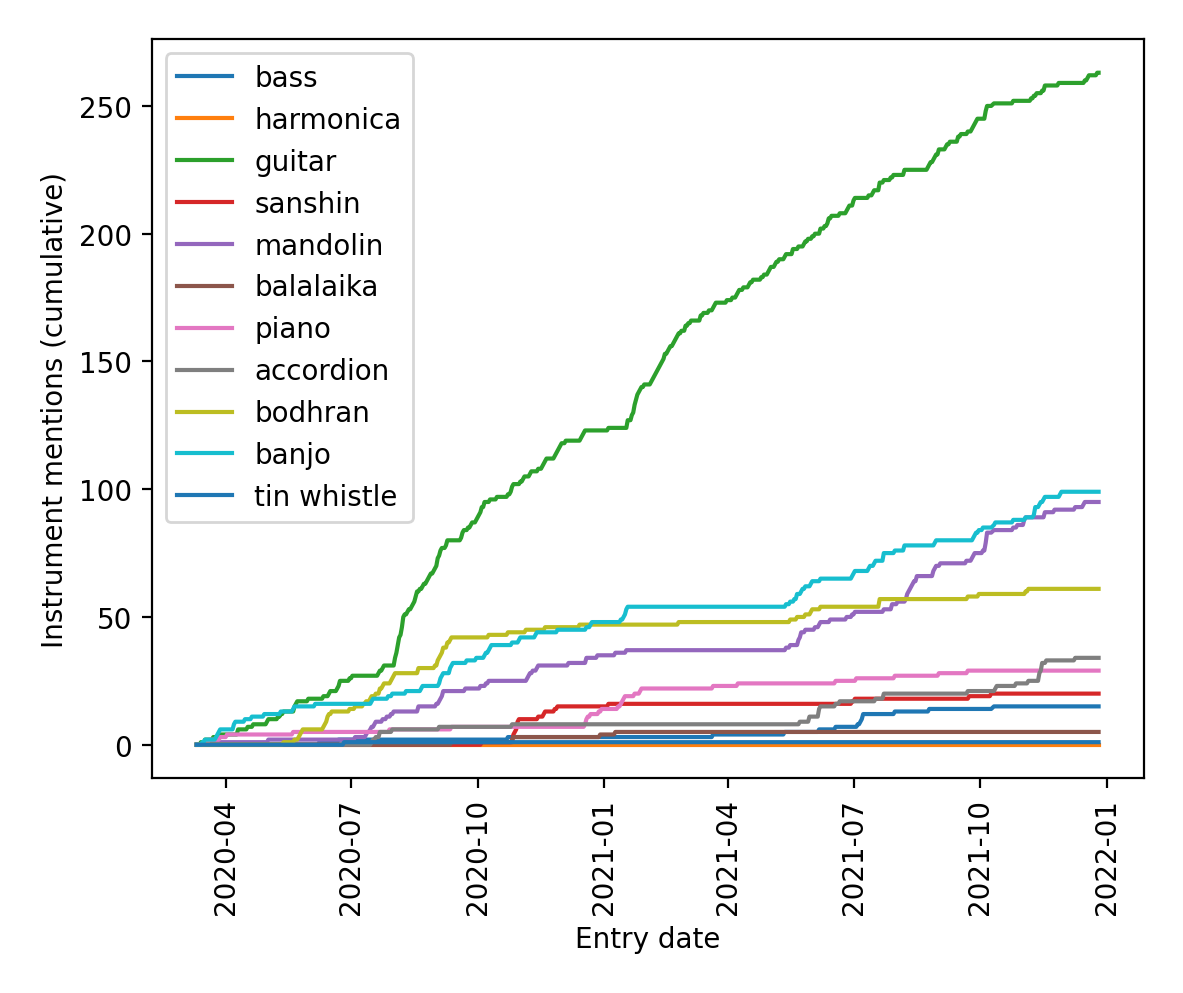 bass
harmonica
guitar
sanshin
mandolin
balalaika
piano
accordion
bodhran
banjo
tin whistle
Instrument mentions (cumulative)
250
200
150
100
50
0
2020-04
2020-07
2020-10
2021-01
2021-04
2021-07
2021-10
2022-01
Entry date